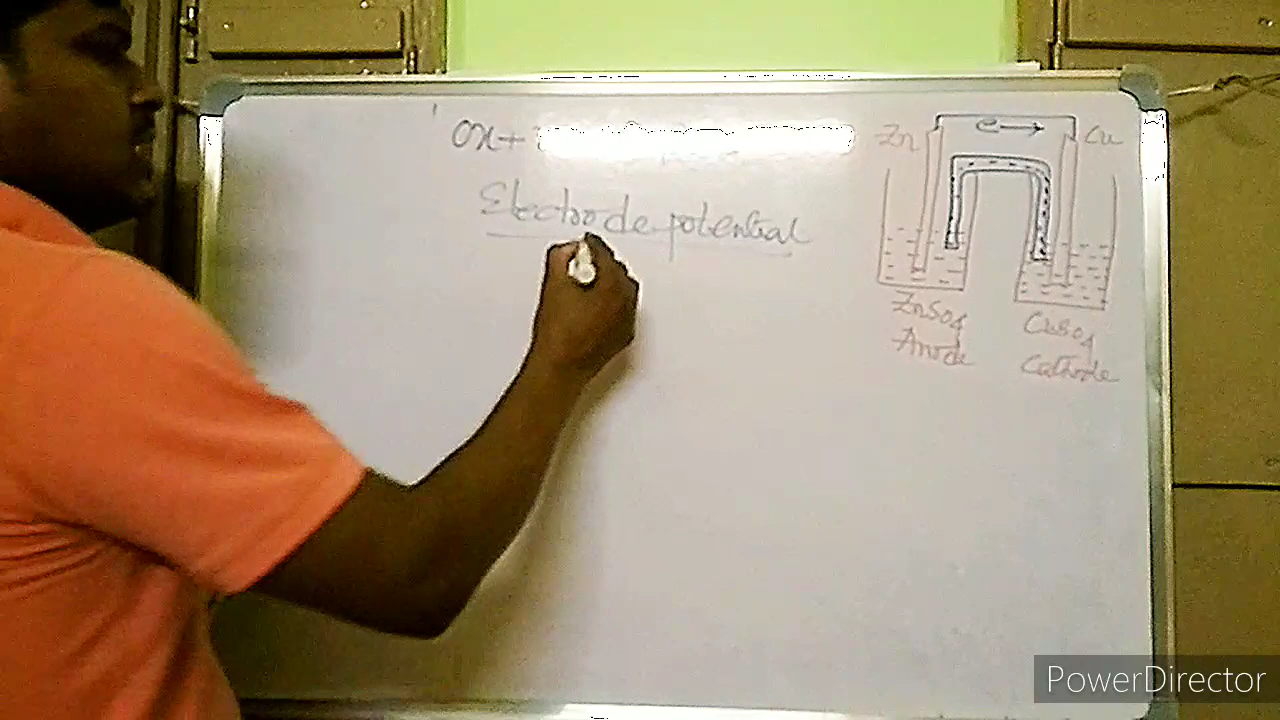 Ox+
Electrode potential
Zn e→ Cu
ZnSO4 CuSO4
Anode Cathode
PowerDirector